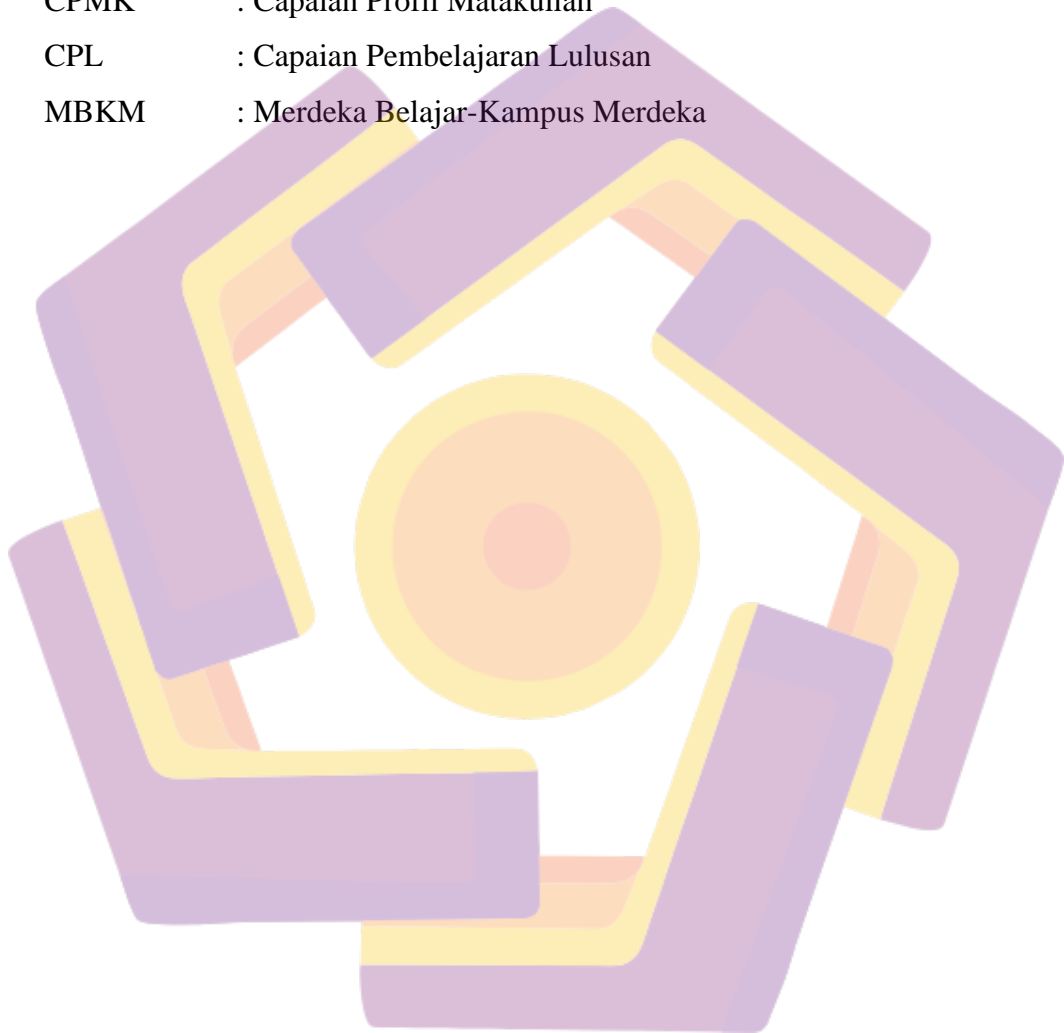 CPMK : Capaian Profil Matakuliah
CPL : Capaian Pembelajaran Lulusan
MBKM : Merdeka Belajar-Kampus Merdeka